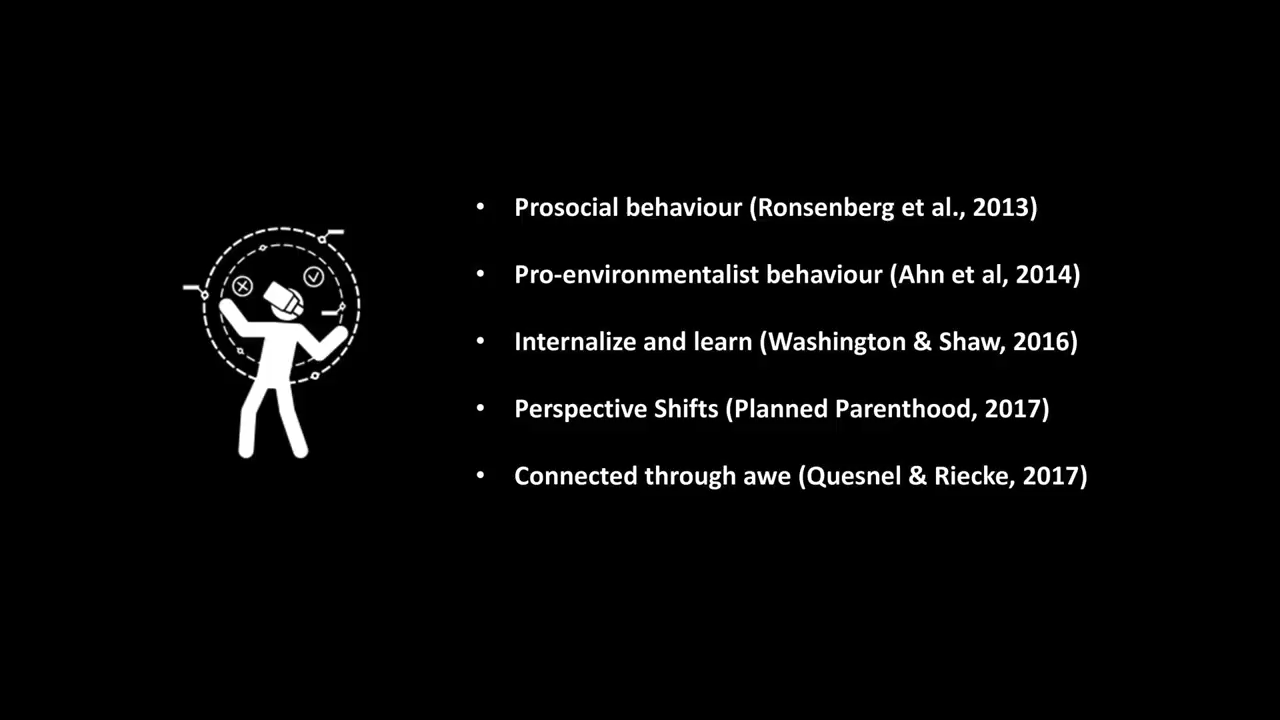 • Prosocial behaviour (Ronsenberg et al., 2013)
• Pro-environmentalist behaviour (Ahn et al, 2014)
• Internalize and learn (Washington & Shaw, 2016)
• Perspective Shifts (Planned Parenthood, 2017)
• Connected through awe (Quesnel & Riecke, 2017)